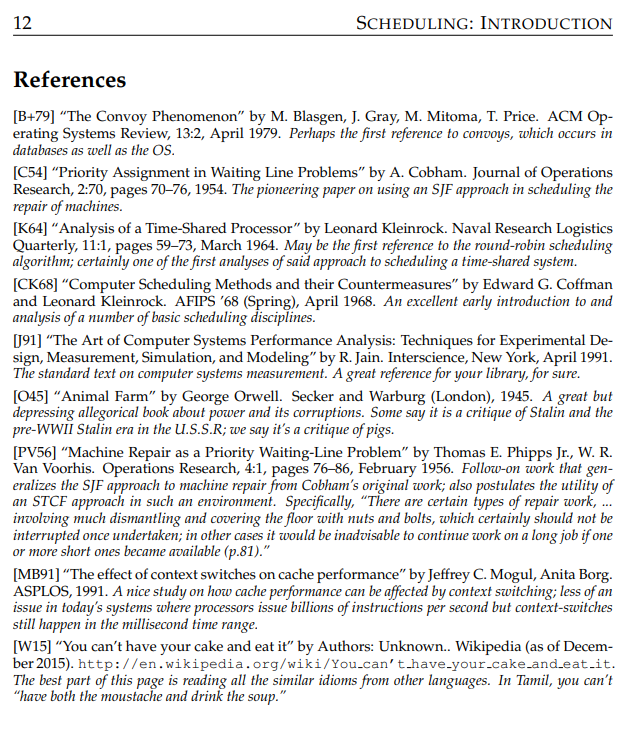 12 SCHEDULING: INTRODUCTION
References
[B+79] “The Convoy Phenomenon” by M. Blasgen, J. Gray, M. Mitoma, T. Price. ACM Op-
erating Systems Review, 13:2, April 1979. Perhaps the first reference to convoys, which occurs in
databases as well as the OS.
[C54] “Priority Assignment in Waiting Line Problems” by A. Cobham. Journal of Operations
Research, 2:70, pages 70–76, 1954. The pioneering paper on using an SJF approach in scheduling the
repair of machines.
[K64] “Analysis of a Time-Shared Processor” by Leonard Kleinrock. Naval Research Logistics
Quarterly, 11:1, pages 59–73, March 1964. May be the first reference to the round-robin scheduling
algorithm; certainly one of the first analyses of said approach to scheduling a time-shared system.
[CK68] “Computer Scheduling Methods and their Countermeasures” by Edward G. Coffman
and Leonard Kleinrock. AFIPS ’68 (Spring), April 1968. An excellent early introduction to and
analysis of a number of basic scheduling disciplines.
[J91] “The Art of Computer Systems Performance Analysis: Techniques for Experimental De-
sign, Measurement, Simulation, and Modeling” by R. Jain. Interscience, New York, April 1991.
The standard text on computer systems measurement. A great reference for your library, for sure.
[O45] “Animal Farm” by George Orwell. Secker and Warburg (London), 1945. A great but
depressing allegorical book about power and its corruptions. Some say it is a critique of Stalin and the
pre-WWII Stalin era in the U.S.S.R; we say it’s a critique of pigs.
[PV56] “Machine Repair as a Priority Waiting-Line Problem” by Thomas E. Phipps Jr., W. R.
Van Voorhis. Operations Research, 4:1, pages 76–86, February 1956. Follow-on work that gen-
eralizes the SJF approach to machine repair from Cobham’s original work; also postulates the utility of
an STCF approach in such an environment. Specifically, “There are certain types of repair work, ...
involving much dismantling and covering the floor with nuts and bolts, which certainly should not be
interrupted once undertaken; in other cases it would be inadvisable to continue work on a long job if one
or more short ones became available (p.81).”
[MB91] “The effect of context switches on cache performance” by Jeffrey C. Mogul, Anita Borg.
ASPLOS, 1991. A nice study on how cache performance can be affected by context switching; less of an
issue in today’s systems where processors issue billions of instructions per second but context-switches
still happen in the millisecond time range.
[W15] “You can’t have your cake and eat it” by Authors: Unknown.. Wikipedia (as of Decem-
ber 2015). http://en.wikipedia.org/wiki/You_can’t_have_your_cake_and_eat_it.
The best part of this page is reading all the similar idioms from other languages. In Tamil, you can’t
“have both the moustache and drink the soup.”